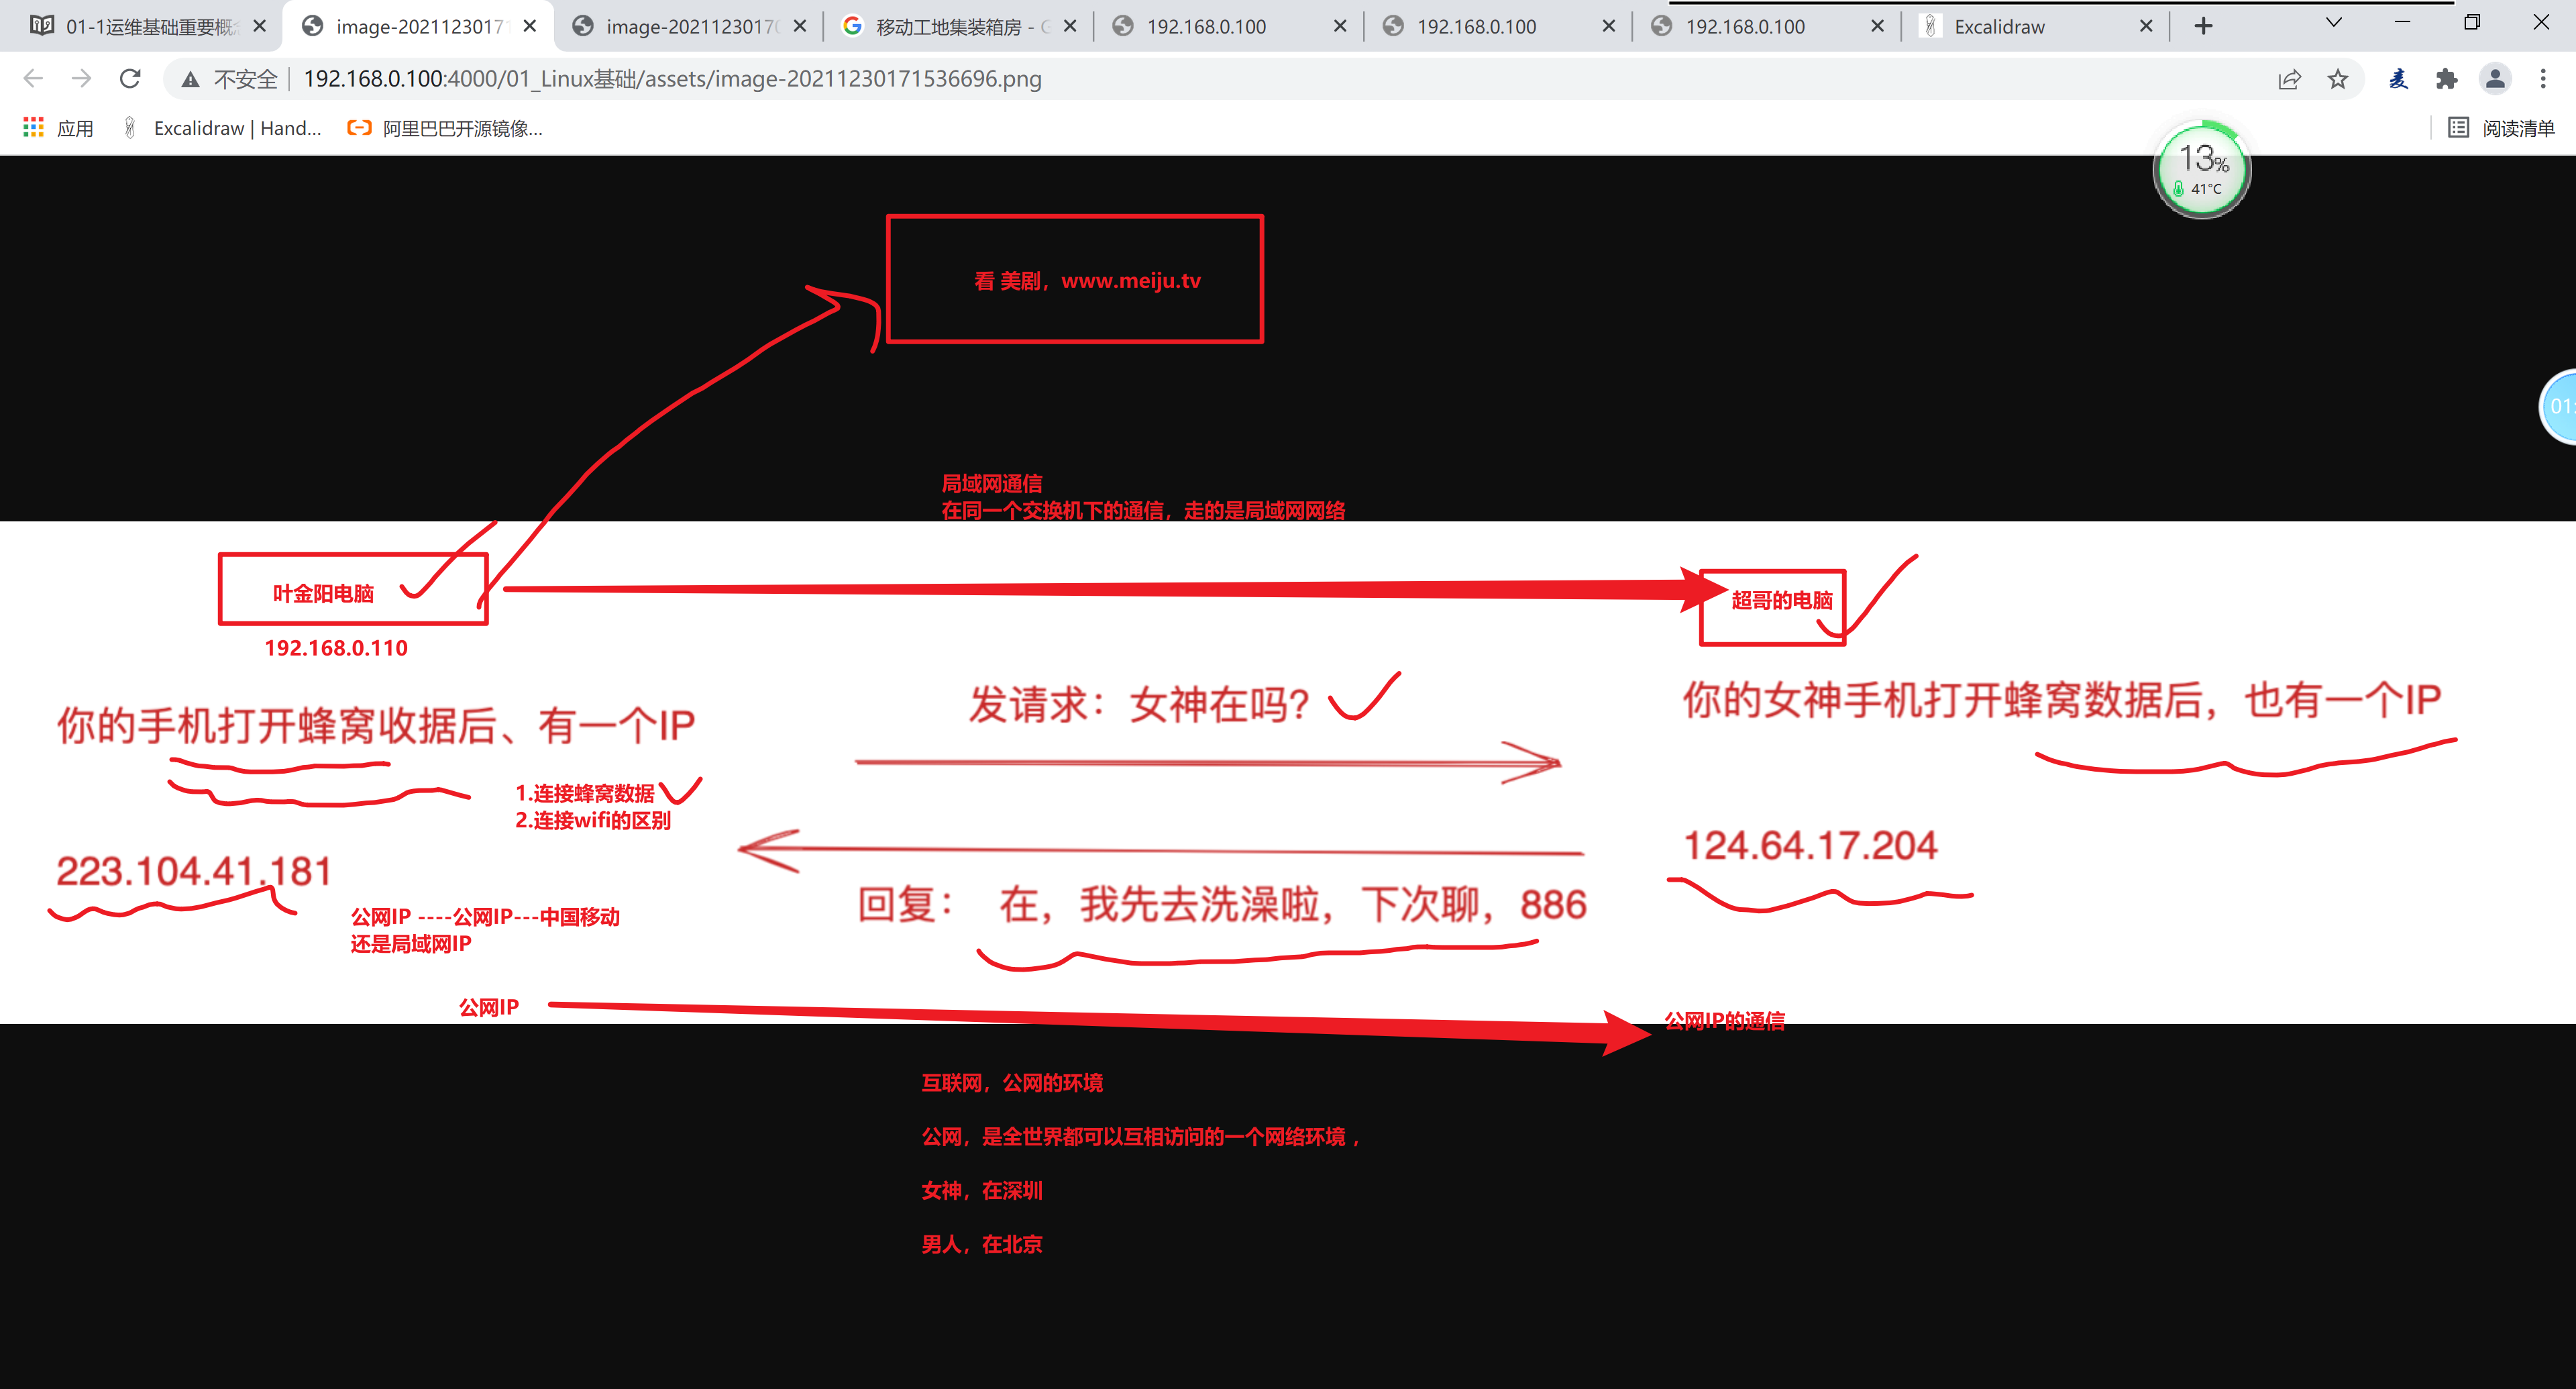 01-1运维基础重要概
image-2021123017
image-2021123017
移动工地集装箱房 - G
192.168.0.100
192.168.0.100
192.168.0.100
Excalidraw
不安全 192.168.0.100:4000/01_Linux基础/assets/image-20211230171536696.png
应用
Excalidraw | Hand...
阿里巴巴开源镜像...
阅读清单
13%
41°C
看 美剧，www.meiju.tv
01:
局域网通信
在同一个交换机下的通信，走的是局域网网络
叶金阳电脑
超哥的电脑
192.168.0.110
你的手机打开蜂窝收据后、有一个IP
发请求：女神在吗？
你的女神手机打开蜂窝数据后，也有一个IP
1.连接蜂窝数据
2.连接wifi的区别
223.104.41.181
124.64.17.204
回复： 在，我先去洗澡啦，下次聊，886
公网IP ----公网IP---中国移动
还是局域网IP
公网IP
公网IP的通信
互联网，公网的环境
公网，是全世界都可以互相访问的一个网络环境，
女神，在深圳
男人，在北京